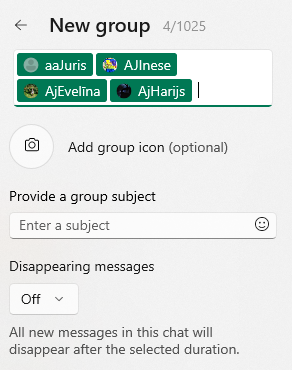 New group 4/1025
aaJuris AJInese
AjEvelīna AjHarijs
Add group icon (optional)
Provide a group subject
Enter a subject
Disappearing messages
Off
All new messages in this chat will
disappear after the selected duration.